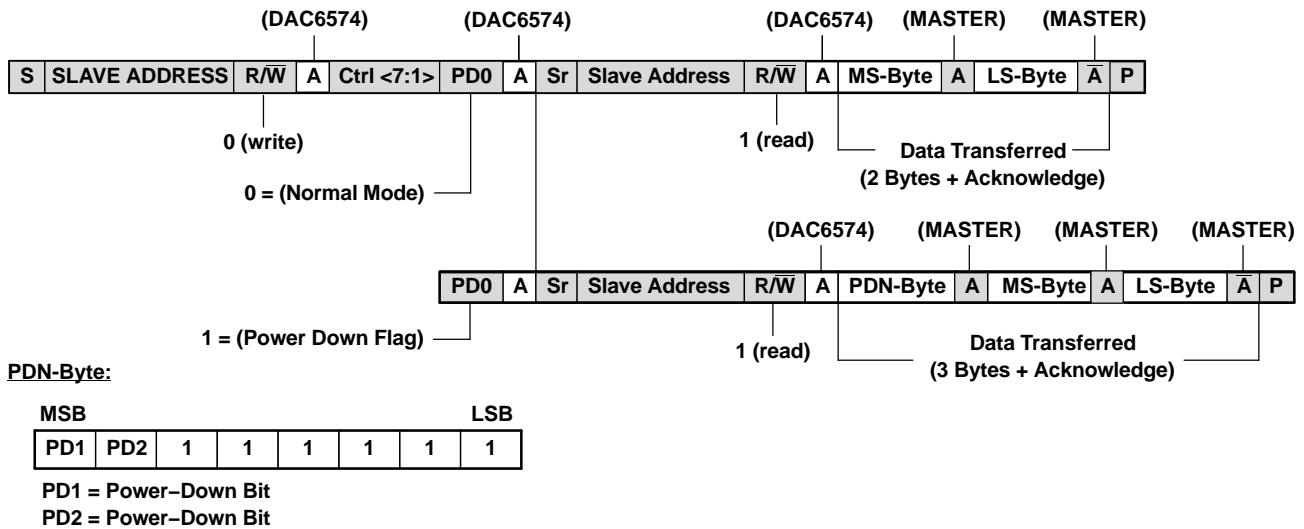 (DAC6574) (DAC6574) (DAC6574) (MASTER) (MASTER)
S SLAVE ADDRESS R/W̅ A Ctrl <7:1> PD0 A Sr Slave Address R/W̅ A MS-Byte A LS-Byte A̅ P
0 (write) 1 (read) Data Transferred
(2 Bytes + Acknowledge)
0 = (Normal Mode)
(DAC6574) (MASTER) (MASTER) (MASTER)
PD0 A Sr Slave Address R/W̅ A PDN-Byte A MS-Byte A LS-Byte A̅ P
1 = (Power Down Flag) 1 (read) Data Transferred
(3 Bytes + Acknowledge)
PDN-Byte:
MSB LSB
PD1 PD2 1 1 1 1 1 1
PD1 = Power−Down Bit
PD2 = Power−Down Bit